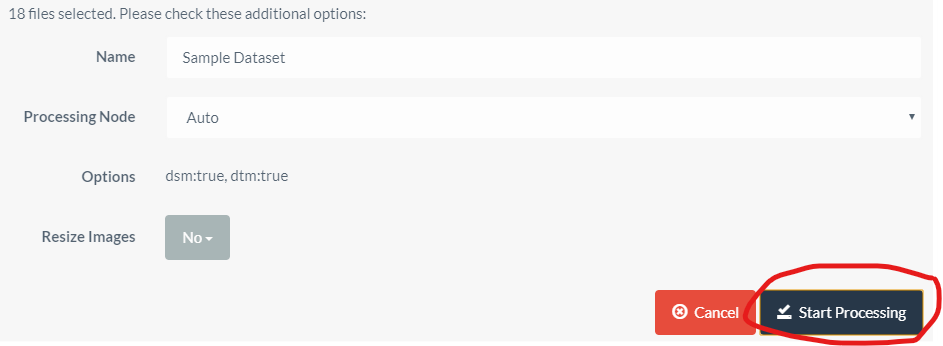 18 files selected. Please check these additional options:
Name Sample Dataset
Processing Node Auto
Options dsm:true, dtm:true
Resize Images No
Cancel Start Processing